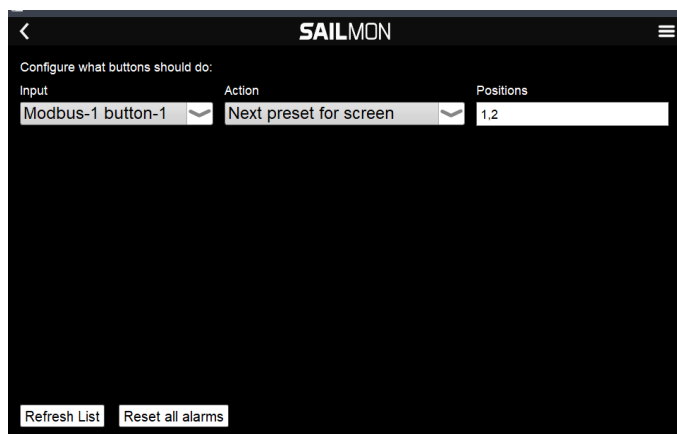 SAILMON
Configure what buttons should do:
Input Action Positions
Modbus-1 button-1 Next preset for screen 1,2
Refresh List Reset all alarms